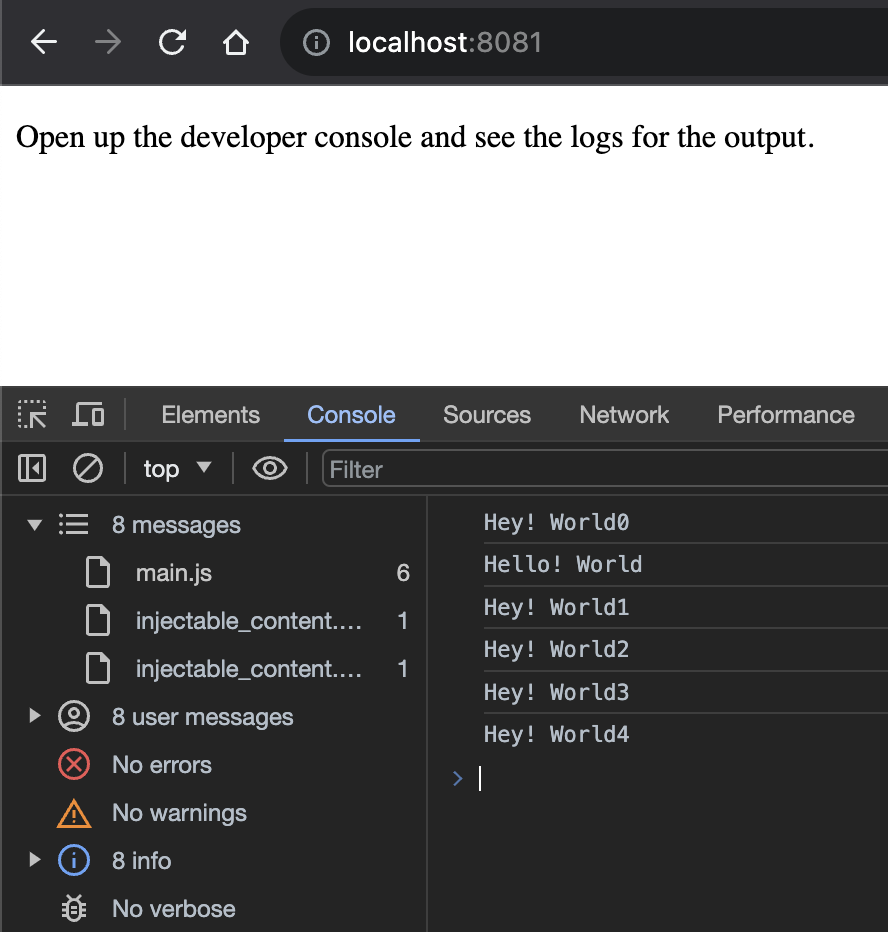 localhost:8081
Open up the developer console and see the logs for the output.
Elements Console Sources Network Performance
top Filter
8 messages
main.js 6
injectable_content.... 1
injectable_content.... 1
8 user messages
No errors
No warnings
8 info
No verbose
Hey! World0
Hello! World
Hey! World1
Hey! World2
Hey! World3
Hey! World4